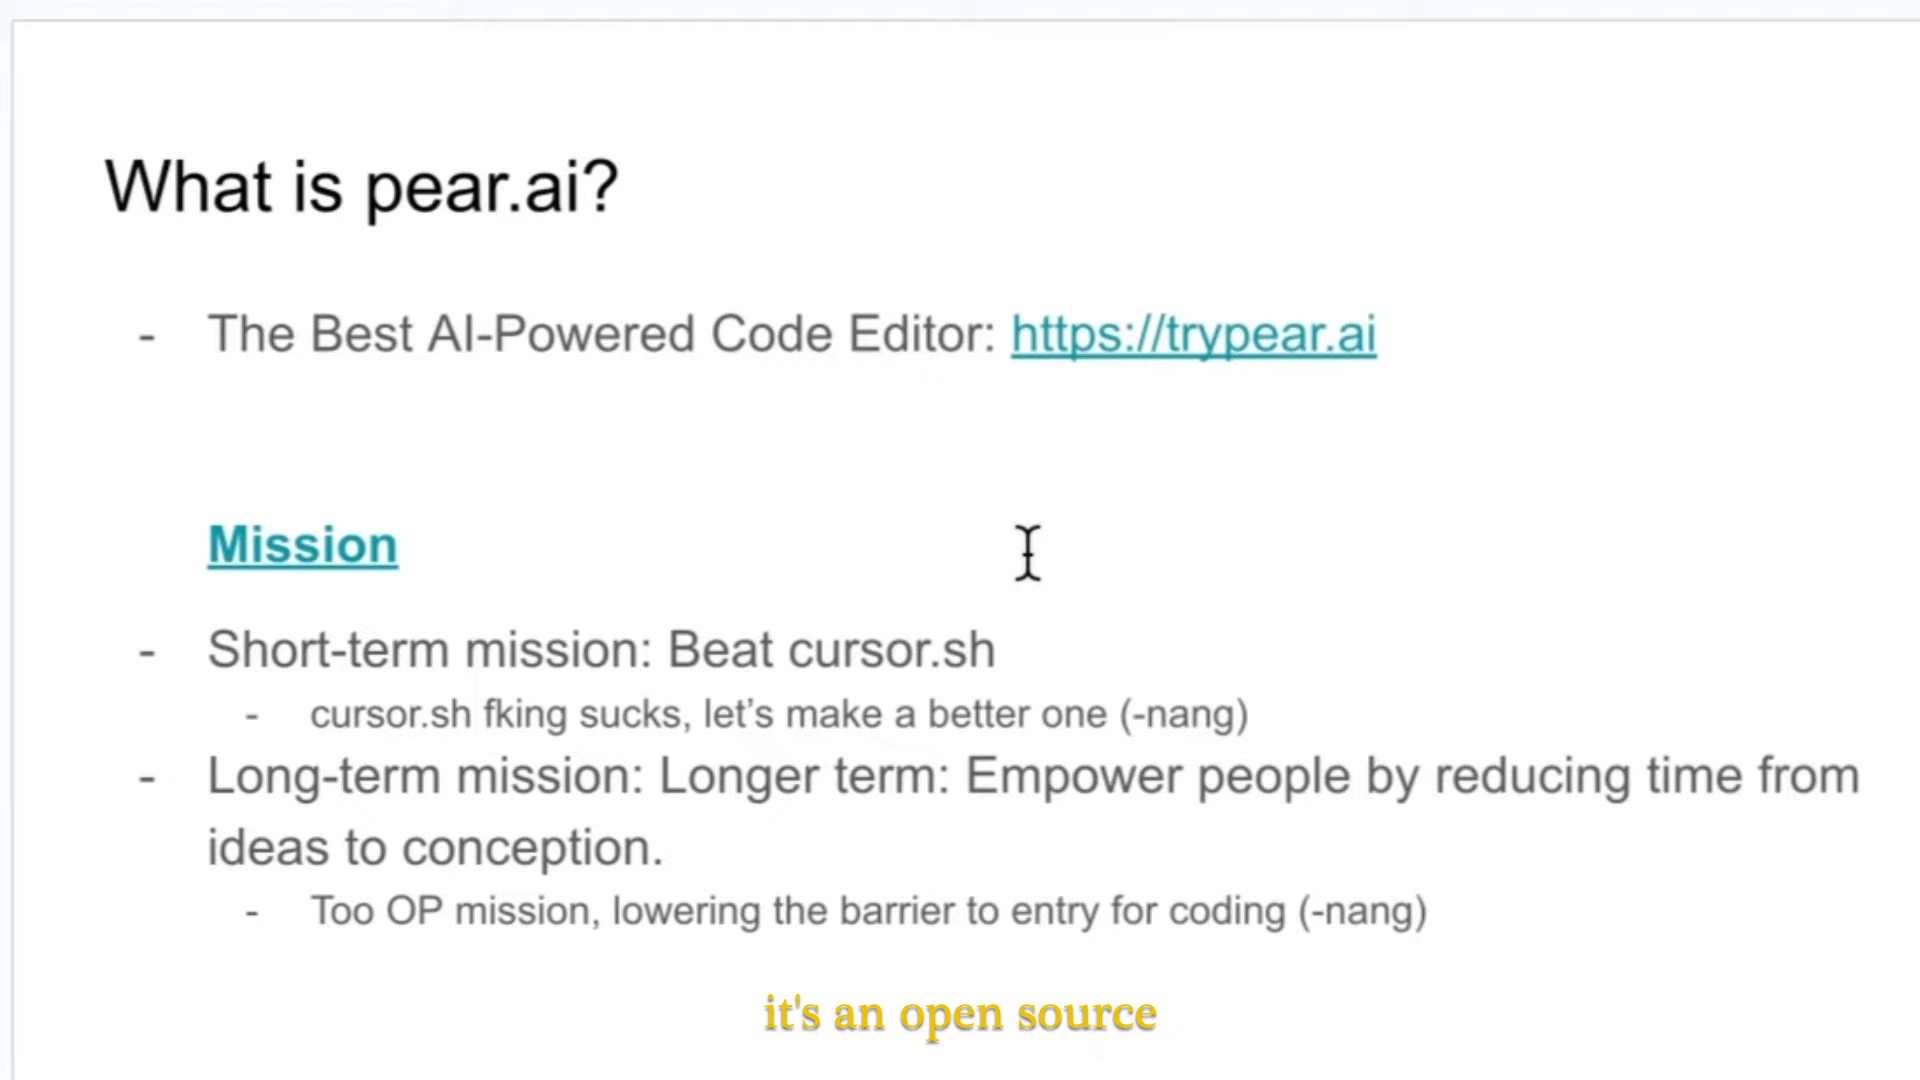 What is pear.ai?
- The Best AI-Powered Code Editor: https://trypear.ai
Mission
- Short-term mission: Beat cursor.sh
- cursor.sh fking sucks, let’s make a better one (-nang)
- Long-term mission: Longer term: Empower people by reducing time from
ideas to conception.
- Too OP mission, lowering the barrier to entry for coding (-nang)
it's an open source